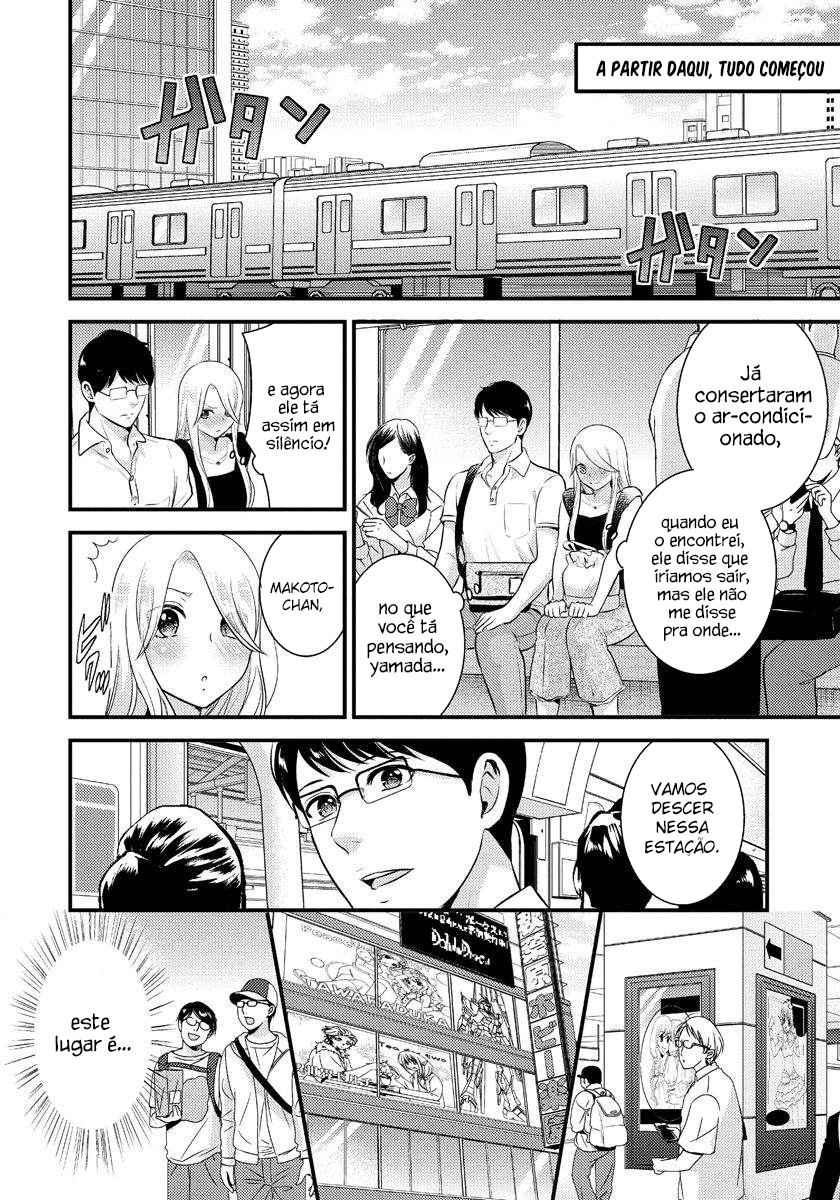 A PARTIR DAQUI, TUDO COMEÇOU
ガタン
ガタン
Já
consertaram
o ar-condici-
onado,
quando eu
o encontrei,
ele disse que
iríamos sair,
mas ele não
me disse
pra onde...
no que
você tá
pensando,
yamada...
e agora
ele tá
assim em
silêncio!
MAKOTO-
CHAN,
VAMOS
DESCER
NESSA
ESTAÇÃO.
este
lugar é...